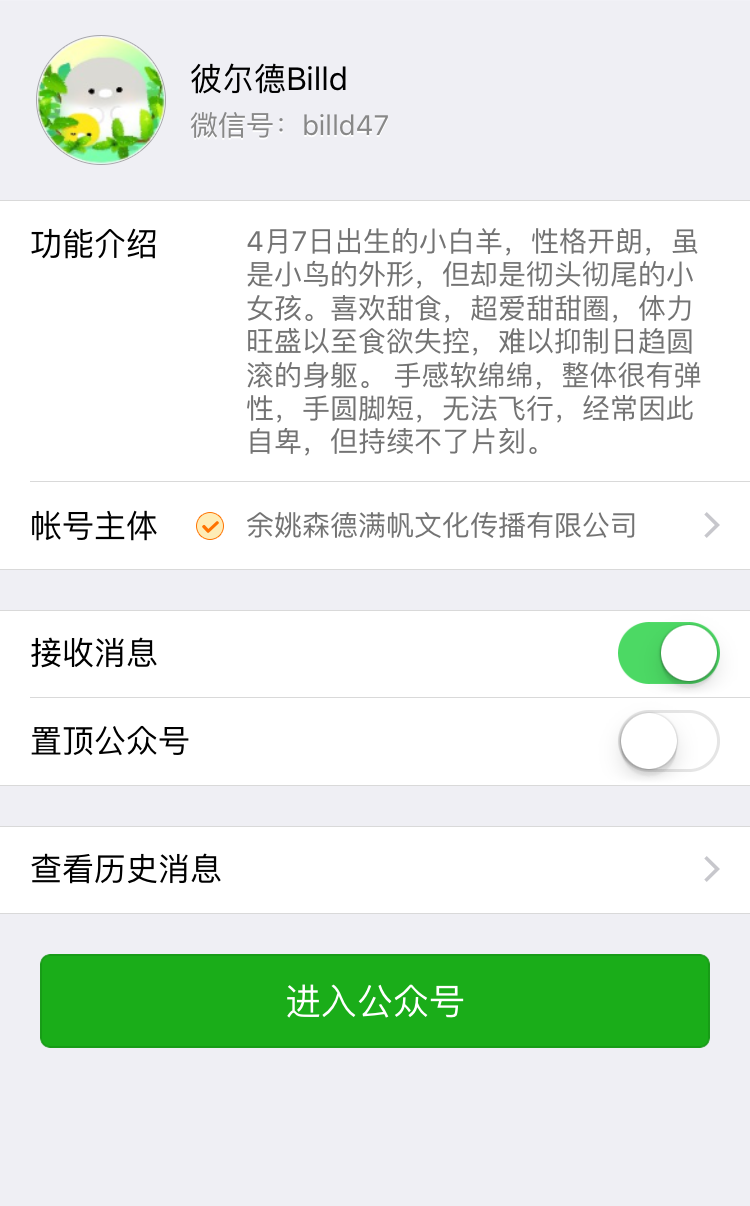 彼尔德Billd
微信号：billd47
功能介绍
4月7日出生的小白羊，性格开朗，虽
是小鸟的外形，但却是彻头彻尾的小
女孩。喜欢甜食，超爱甜甜圈，体力
旺盛以至食欲失控，难以抑制日趋圆
滚的身躯。 手感软绵绵，整体很有弹
性，手圆脚短，无法飞行，经常因此
自卑，但持续不了片刻。
帐号主体
余姚森德满帆文化传播有限公司
接收消息
置顶公众号
查看历史消息
进入公众号